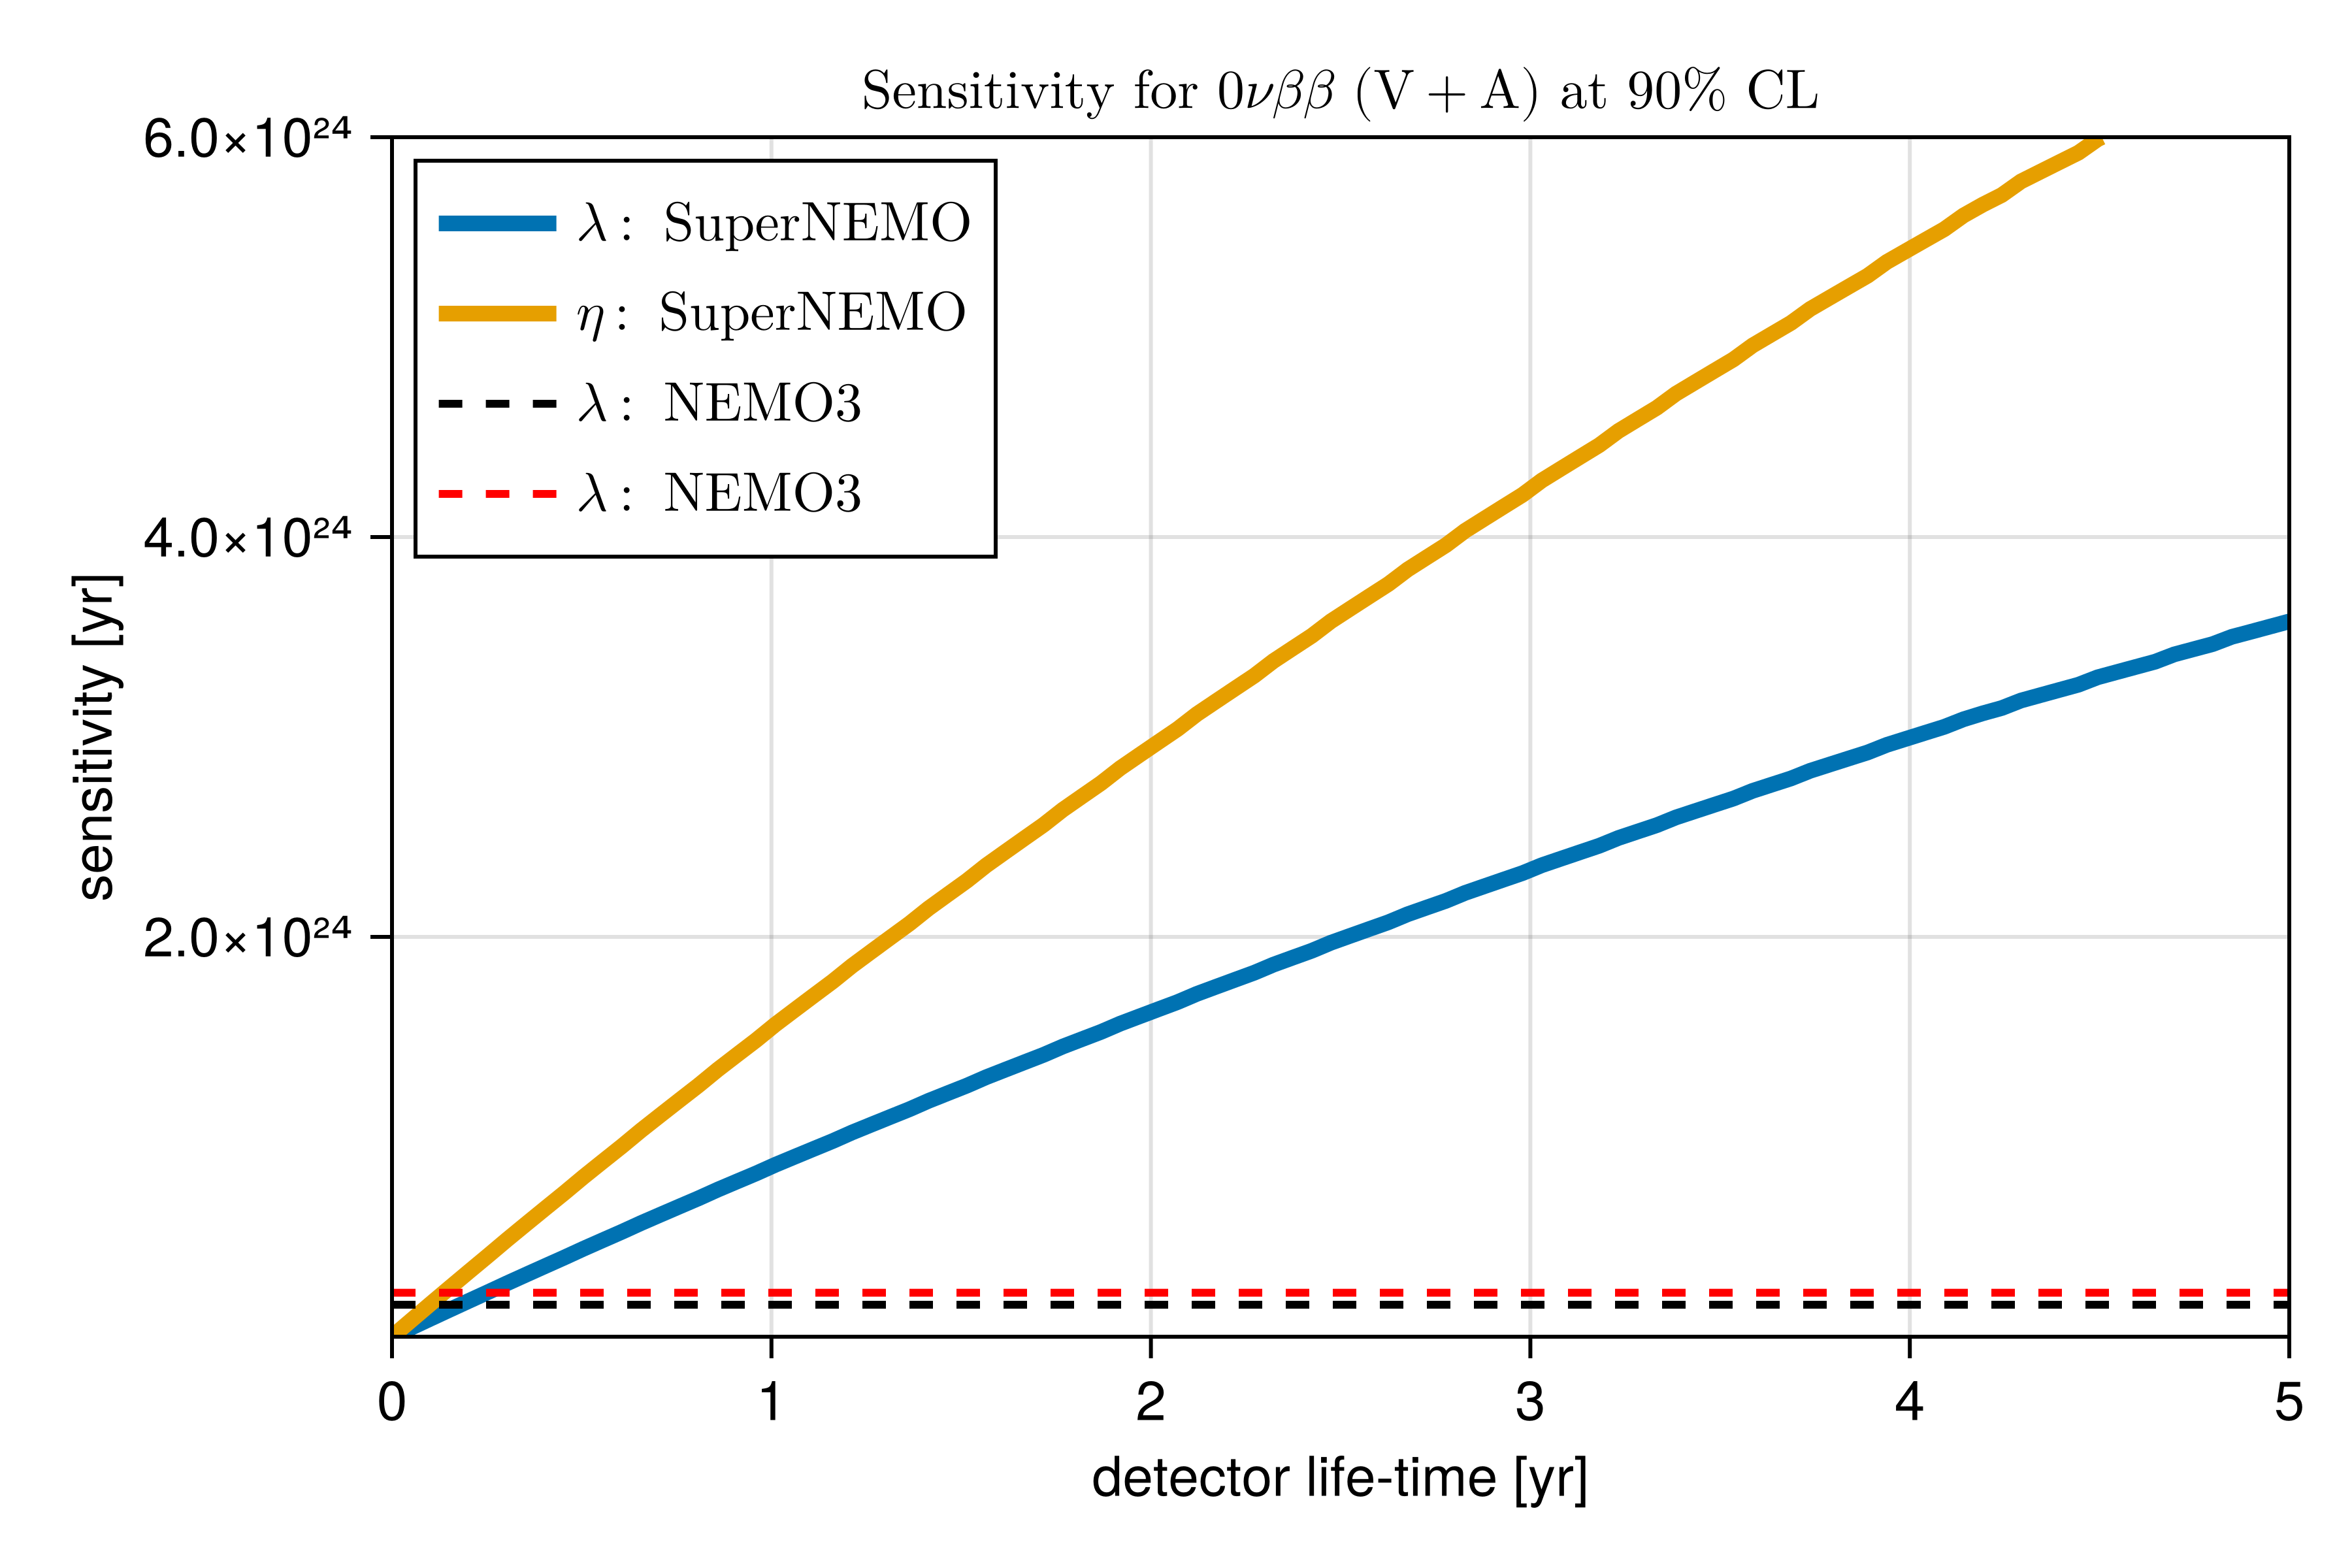 Sensitivity for 0νββ (V + A) at 90% CL
6.0×10²⁴
4.0×10²⁴
2.0×10²⁴
sensitivity [yr]
λ : SuperNEMO
η : SuperNEMO
λ : NEMO3
λ : NEMO3
0 1 2 3 4 5
detector life-time [yr]